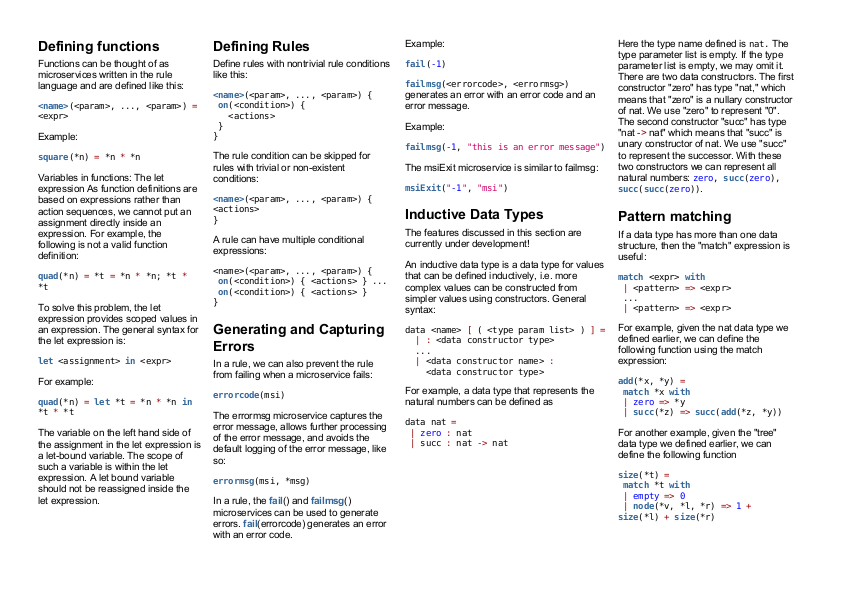 Defining functions
Functions can be thought of as
microservices written in the rule
language and are defined like this:
<name>(<param>, ..., <param>) =
<expr>
Example:
square(*n) = *n * *n
Variables in functions: The let
expression As function definitions are
based on expressions rather than
action sequences, we cannot put an
assignment directly inside an
expression. For example, the
following is not a valid function
definition:
quad(*n) = *t = *n * *n; *t *
*t
To solve this problem, the let
expression provides scoped values in
an expression. The general syntax for
the let expression is:
let <assignment> in <expr>
For example:
quad(*n) = let *t = *n * *n in
*t * *t
The variable on the left hand side of
the assignment in the let expression is
a let-bound variable. The scope of
such a variable is within the let
expression. A let bound variable
should not be reassigned inside the
let expression.
Defining Rules
Define rules with nontrivial rule conditions
like this:
<name>(<param>, ..., <param>) {
on(<condition>) {
<actions>
}
}
The rule condition can be skipped for
rules with trivial or non-existent
conditions:
<name>(<param>, ..., <param>) {
<actions>
}
A rule can have multiple conditional
expressions:
<name>(<param>, ..., <param>) {
on(<condition>) { <actions> } ...
on(<condition>) { <actions> }
}
Generating and Capturing
Errors
In a rule, we can also prevent the rule
from failing when a microservice fails:
errorcode(msi)
The errormsg microservice captures the
error message, allows further processing
of the error message, and avoids the
default logging of the error message, like
so:
errormsg(msi, *msg)
In a rule, the fail() and failmsg()
microservices can be used to generate
errors. fail(errorcode) generates an error
with an error code.
Example:
fail(-1)
failmsg(<errorcode>, <errormsg>)
generates an error with an error code and an
error message.
Example:
failmsg(-1, "this is an error message")
The msiExit microservice is similar to failmsg:
msiExit("-1", "msi")
Inductive Data Types
The features discussed in this section are
currently under development!
An inductive data type is a data type for values
that can be defined inductively, i.e. more
complex values can be constructed from
simpler values using constructors. General
syntax:
data <name> [ ( <type param list> ) ] =
| : <data constructor type>
...
| <data constructor name> :
<data constructor type>
For example, a data type that represents the
natural numbers can be defined as
data nat =
| zero : nat
| succ : nat -> nat
Here the type name defined is nat. The
type parameter list is empty. If the type
parameter list is empty, we may omit it.
There are two data constructors. The first
constructor "zero" has type "nat," which
means that "zero" is a nullary constructor
of nat. We use "zero" to represent "0".
The second constructor "succ" has type
"nat -> nat" which means that "succ" is
unary constructor of nat. We use "succ"
to represent the successor. With these
two constructors we can represent all
natural numbers: zero, succ(zero),
succ(succ(zero)).
Pattern matching
If a data type has more than one data
structure, then the "match" expression is
useful:
match <expr> with
| <pattern> => <expr>
...
| <pattern> => <expr>
For example, given the nat data type we
defined earlier, we can define the
following function using the match
expression:
add(*x, *y) =
match *x with
| zero => *y
| succ(*z) => succ(add(*z, *y))
For another example, given the "tree"
data type we defined earlier, we can
define the following function
size(*t) =
match *t with
| empty => 0
| node(*v, *l, *r) => 1 +
size(*l) + size(*r)